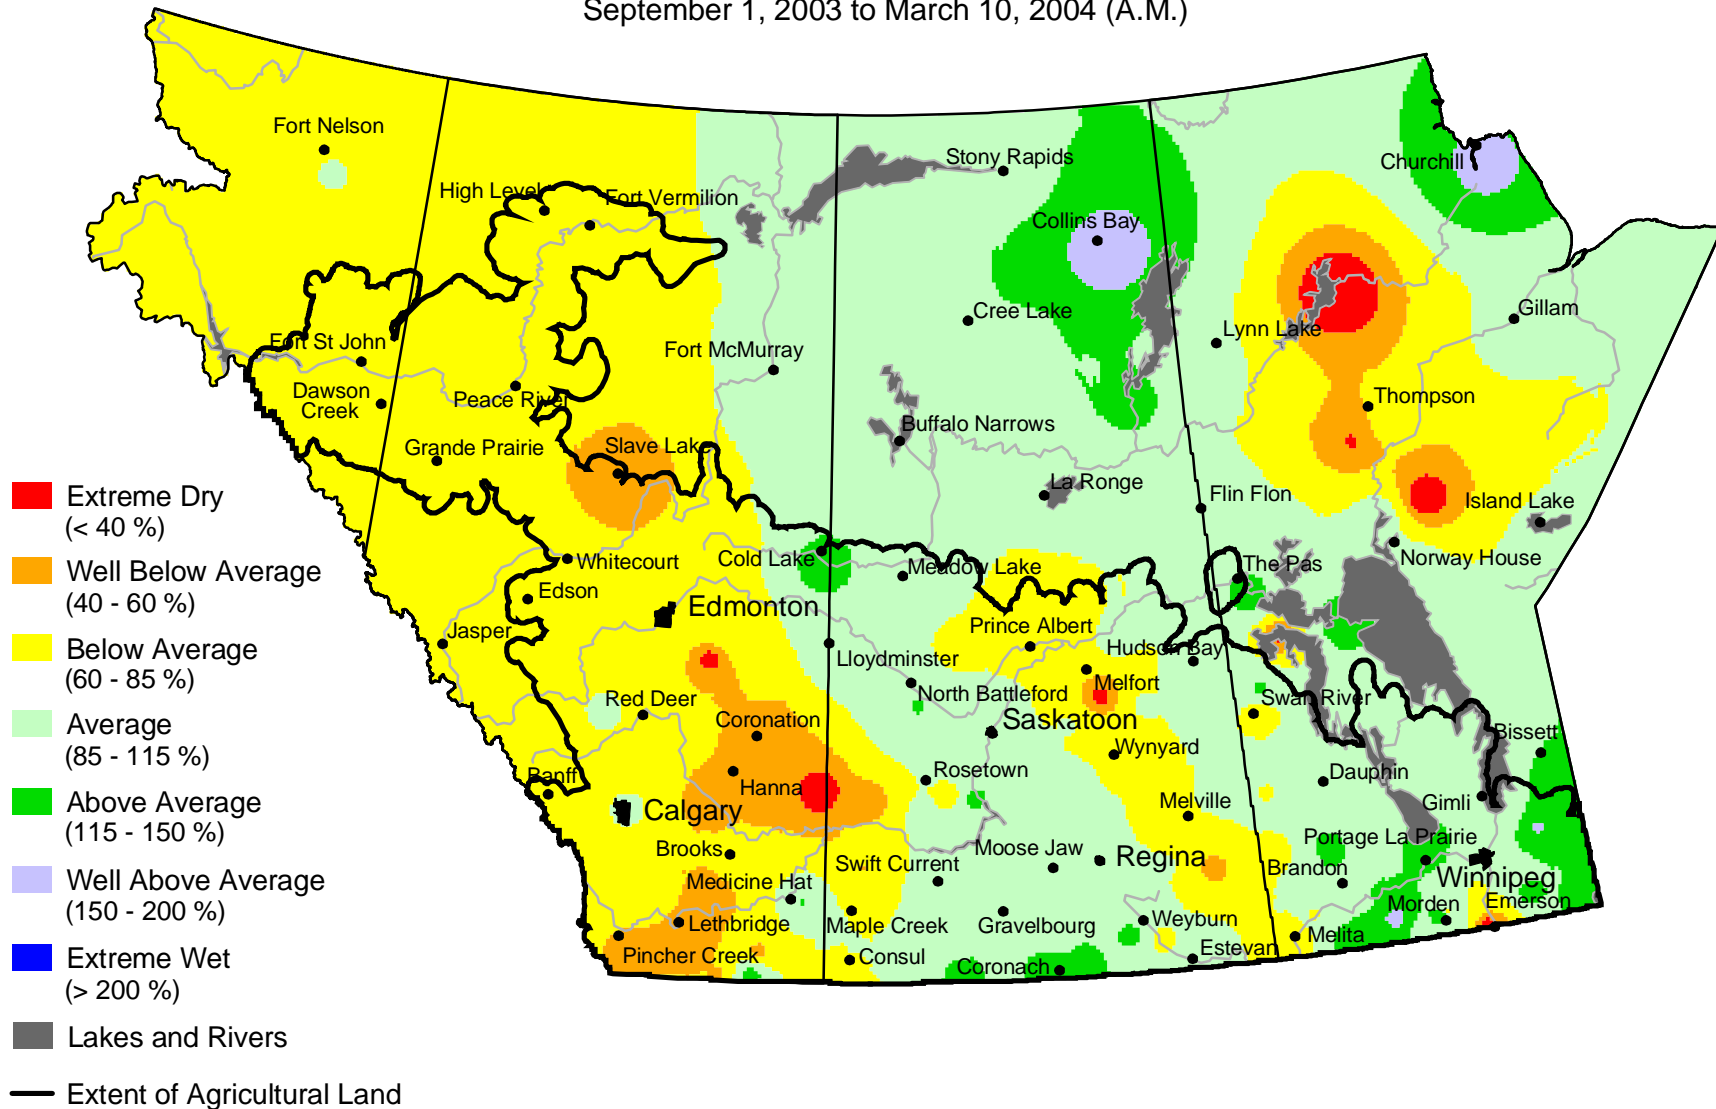 September 1, 2003 to March 10, 2004 (A.M.)
Fort Nelson
High Level
Fort Vermilion
Stony Rapids
Churchill
Collins Bay
Cree Lake
Gillam
Lynn Lake
Fort St John
Fort McMurray
Dawson
Creek
Peace River
Thompson
Buffalo Narrows
Grande Prairie
Slave Lake
La Ronge
Flin Flon
Island Lake
Extreme Dry
(< 40 %)
Whitecourt
Cold Lake
Meadow Lake
The Pas
Norway House
Well Below Average
(40 - 60 %)
Edson
Edmonton
Jasper
Prince Albert
Hudson Bay
Below Average
(60 - 85 %)
Lloydminster
North Battleford
Melfort
Swan River
Red Deer
Coronation
Saskatoon
Average
(85 - 115 %)
Wynyard
Bissett
Banff
Hanna
Rosetown
Dauphin
Above Average
(115 - 150 %)
Calgary
Melville
Gimli
Brooks
Swift Current
Moose Jaw
Regina
Portage La Prairie
Brandon
Winnipeg
Well Above Average
(150 - 200 %)
Medicine Hat
Lethbridge
Maple Creek
Gravelbourg
Weyburn
Morden
Emerson
Extreme Wet
(> 200 %)
Pincher Creek
Consul
Coronach
Estevan
Melita
Lakes and Rivers
Extent of Agricultural Land